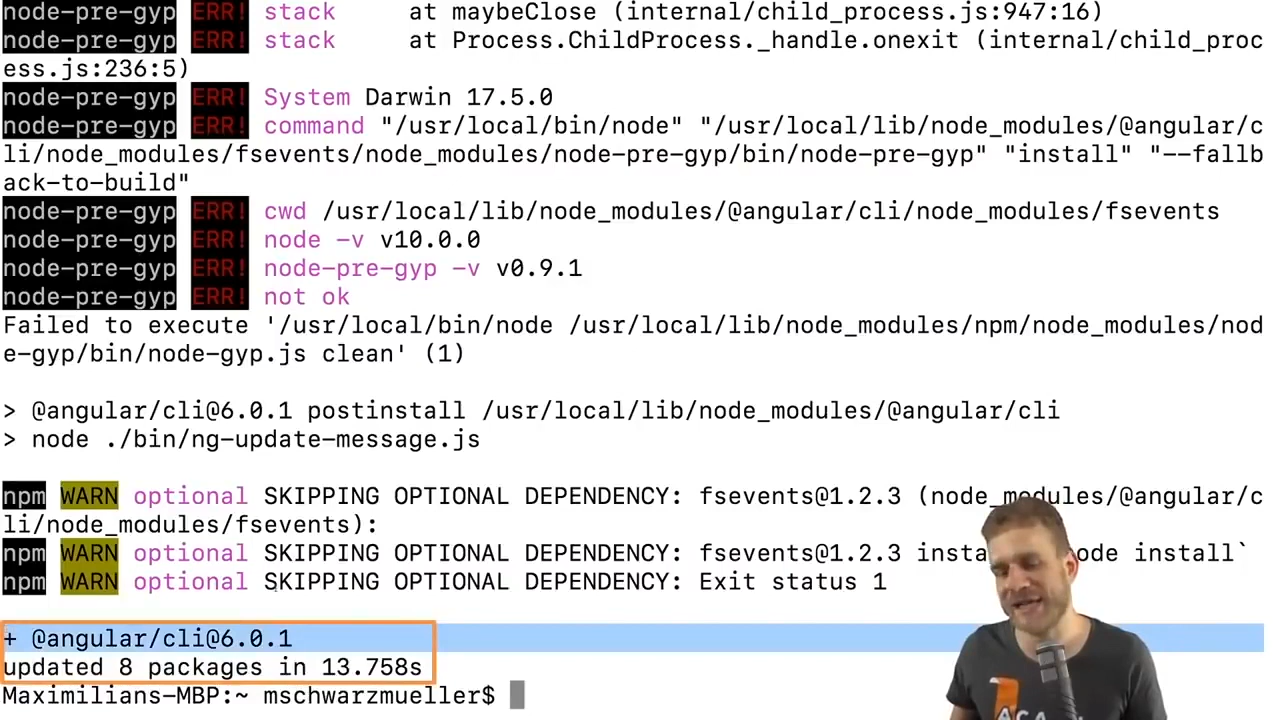 node-pre-gyp ERR! stack     at maybeClose (internal/child_process.js:947:16)
node-pre-gyp ERR! stack     at Process.ChildProcess._handle.onexit (internal/child_proc
ess.js:236:5)
node-pre-gyp ERR! System Darwin 17.5.0
node-pre-gyp ERR! command "/usr/local/bin/node" "/usr/local/lib/node_modules/@angular/c
li/node_modules/fsevents/node_modules/node-pre-gyp/bin/node-pre-gyp" "install" "--fallb
ack-to-build"
node-pre-gyp ERR! cwd /usr/local/lib/node_modules/@angular/cli/node_modules/fsevents
node-pre-gyp ERR! node -v v10.0.0
node-pre-gyp ERR! node-pre-gyp -v v0.9.1
node-pre-gyp ERR! not ok
Failed to execute '/usr/local/bin/node /usr/local/lib/node_modules/npm/node_modules/nod
e-gyp/bin/node-gyp.js clean' (1)
> @angular/cli@6.0.1 postinstall /usr/local/lib/node_modules/@angular/cli
> node ./bin/ng-update-message.js
npm WARN optional SKIPPING OPTIONAL DEPENDENCY: fsevents@1.2.3 (node_modules/@angular/c
li/node_modules/fsevents):
npm WARN optional SKIPPING OPTIONAL DEPENDENCY: fsevents@1.2.3 install`
npm WARN optional SKIPPING OPTIONAL DEPENDENCY: Exit status 1
+ @angular/cli@6.0.1
updated 8 packages in 13.758s
Maximilians-MBP:~ mschwarzmueller$